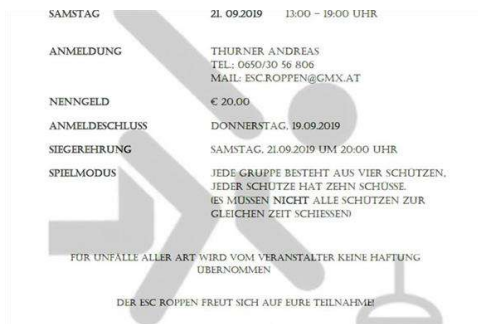 SAMSTAG 21. 09.2019 13:00 – 19:00 UHR
ANMELDUNG THURNER ANDREAS
TEL.; 0650/30 56 806
MAIL: ESC.ROPPEN@GMX.AT
NENNGELD € 20,00
ANMELDESCHLUSS DONNERSTAG, 19.09.2019
SIEGEREHRUNG SAMSTAG, 21.09.2019 UM 20:00 UHR
SPIELMODUS JEDE GRUPPE BESTEHT AUS VIER SCHÜTZEN,
JEDER SCHÜTZE HAT ZEHN SCHÜSSE.
(ES MÜSSEN NICHT ALLE SCHÜTZEN ZUR
GLEICHEN ZEIT SCHIESSEN)
FÜR UNFÄLLE ALLER ART WIRD VOM VERANSTALTER KEINE HAFTUNG
ÜBERNOMMEN
DER ESC ROPPEN FREUT SICH AUF EURE TEILNAHME!